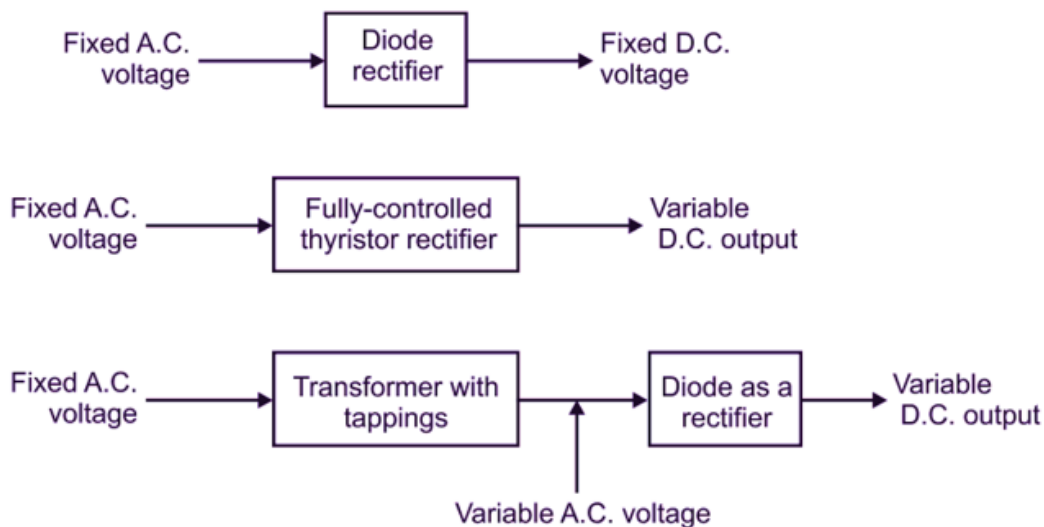 Fixed A.C.
voltage
Diode
rectifier
Fixed D.C.
voltage
Fixed A.C.
voltage
Fully-controlled
thyristor rectifier
Variable
D.C. output
Fixed A.C.
voltage
Transformer with
tappings
Diode as a
rectifier
Variable
D.C. output
Variable A.C. voltage